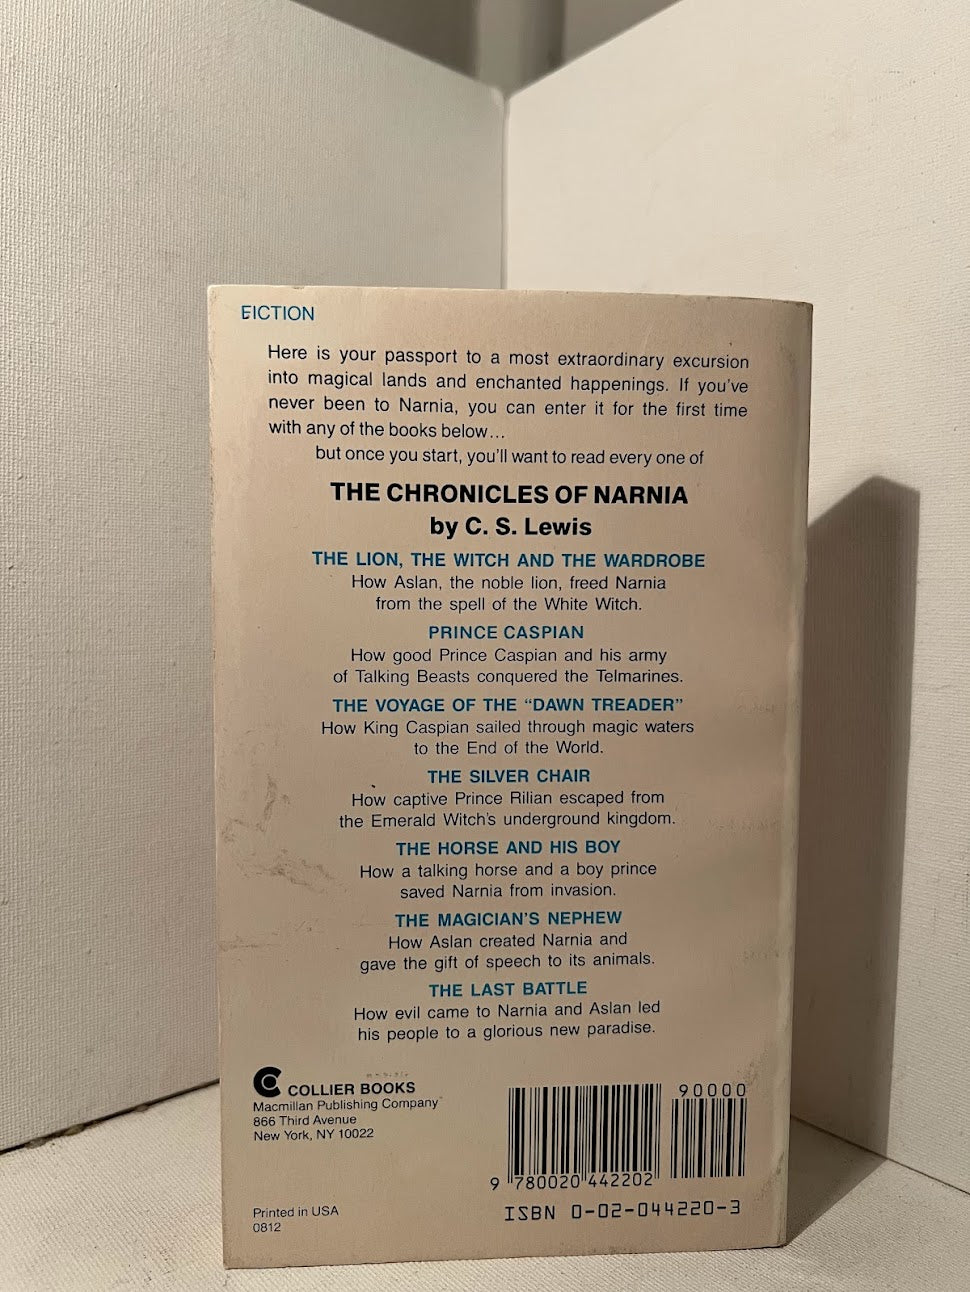 FICTION
Here is your passport to a most extraordinary excursion
into magical lands and enchanted happenings. If you've
never been to Narnia, you can enter it for the first time
with any of the books below...
but once you start, you'll want to read every one of
THE CHRONICLES OF NARNIA
by C. S. Lewis
THE LION, THE WITCH AND THE WARDROBE
How Aslan, the noble lion, freed Narnia
from the spell of the White Witch.
PRINCE CASPIAN
How good Prince Caspian and his army
of Talking Beasts conquered the Telmarines.
THE VOYAGE OF THE “DAWN TREADER”
How King Caspian sailed through magic waters
to the End of the World.
THE SILVER CHAIR
How captive Prince Rilian escaped from
the Emerald Witch's underground kingdom.
THE HORSE AND HIS BOY
How a talking horse and a boy prince
saved Narnia from invasion.
THE MAGICIAN'S NEPHEW
How Aslan created Narnia and
gave the gift of speech to its animals.
THE LAST BATTLE
How evil came to Narnia and Aslan led
his people to a glorious new paradise.
COLLIER BOOKS
Macmillan Publishing Company
866 Third Avenue
New York, NY 10022
Printed in USA
0812
90000
9 780020 442202
ISBN 0-02-044220-3